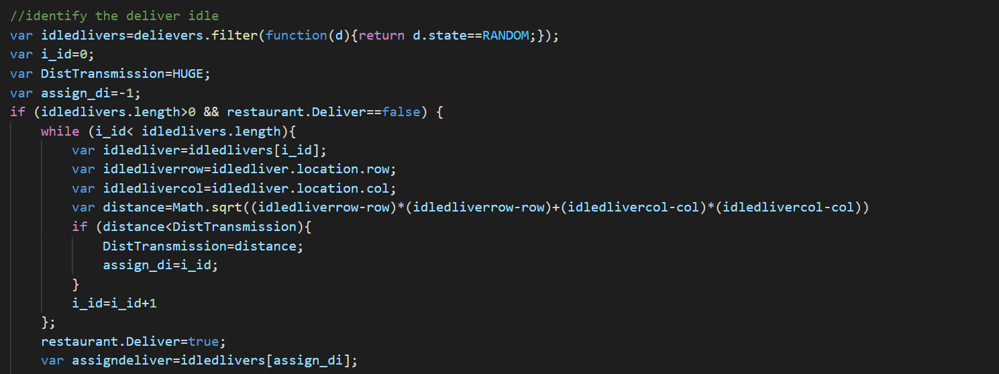 //identify the deliver idle
var idledlivers=delievers.filter(function(d){return d.state==RANDOM;});
var i_id=0;
var DistTransmission=HUGE;
var assign_di=-1;
if (idledlivers.length>0 && restaurant.Deliver==false) {
    while (i_id< idledlivers.length){
        var idledliver=idledlivers[i_id];
        var idledliverrow=idledliver.location.row;
        var idledlivercol=idledliver.location.col;
        var distance=Math.sqrt((idledliverrow-row)*(idledliverrow-row)+(idledlivercol-col)*(idledlivercol-col))
        if (distance<DistTransmission){
            DistTransmission=distance;
            assign_di=i_id;
        }
        i_id=i_id+1
    };
    restaurant.Deliver=true;
    var assigndeliver=idledlivers[assign_di];